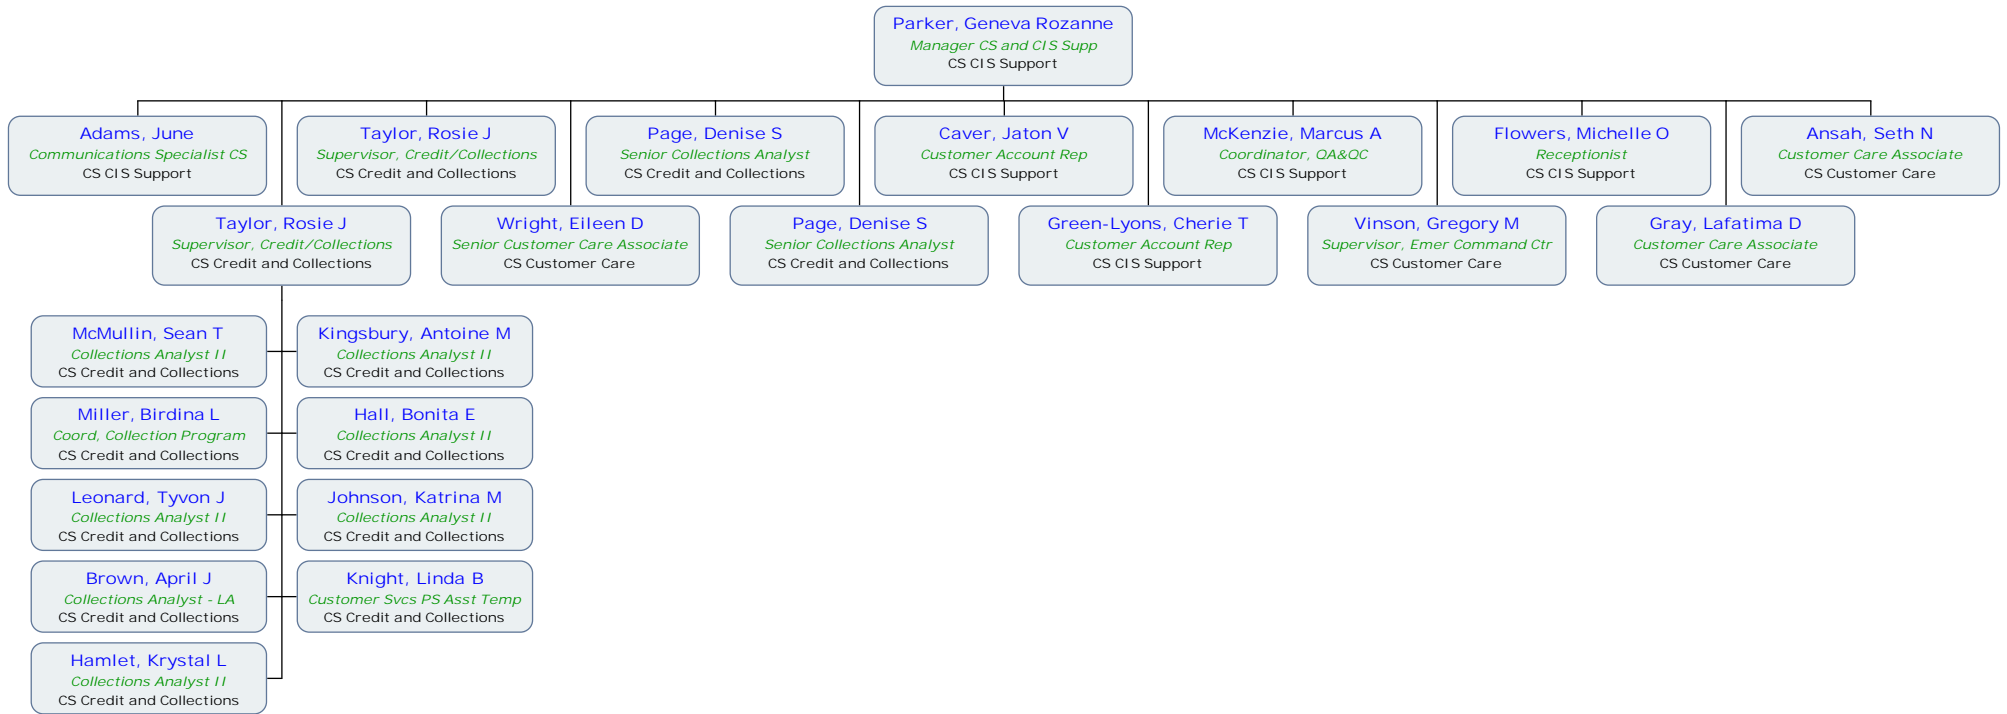 Parker, Geneva Rozanne
Manager CS and CIS Supp
CS CIS Support
Adams, June
Communications Specialist CS
CS CIS Support
Taylor, Rosie J
Supervisor, Credit/Collections
CS Credit and Collections
Page, Denise S
Senior Collections Analyst
CS Credit and Collections
Caver, Jaton V
Customer Account Rep
CS CIS Support
McKenzie, Marcus A
Coordinator, QA&QC
CS CIS Support
Flowers, Michelle O
Receptionist
CS CIS Support
Ansah, Seth N
Customer Care Associate
CS Customer Care
Taylor, Rosie J
Supervisor, Credit/Collections
CS Credit and Collections
Wright, Eileen D
Senior Customer Care Associate
CS Customer Care
Page, Denise S
Senior Collections Analyst
CS Credit and Collections
Green-Lyons, Cherie T
Customer Account Rep
CS CIS Support
Vinson, Gregory M
Supervisor, Emer Command Ctr
CS Customer Care
Gray, Lafatima D
Customer Care Associate
CS Customer Care
McMullin, Sean T
Collections Analyst II
CS Credit and Collections
Kingsbury, Antoine M
Collections Analyst II
CS Credit and Collections
Miller, Birdina L
Coord, Collection Program
CS Credit and Collections
Hall, Bonita E
Collections Analyst II
CS Credit and Collections
Leonard, Tyvon J
Collections Analyst II
CS Credit and Collections
Johnson, Katrina M
Collections Analyst II
CS Credit and Collections
Brown, April J
Collections Analyst - LA
CS Credit and Collections
Knight, Linda B
Customer Svcs PS Asst Temp
CS Credit and Collections
Hamlet, Krystal L
Collections Analyst II
CS Credit and Collections